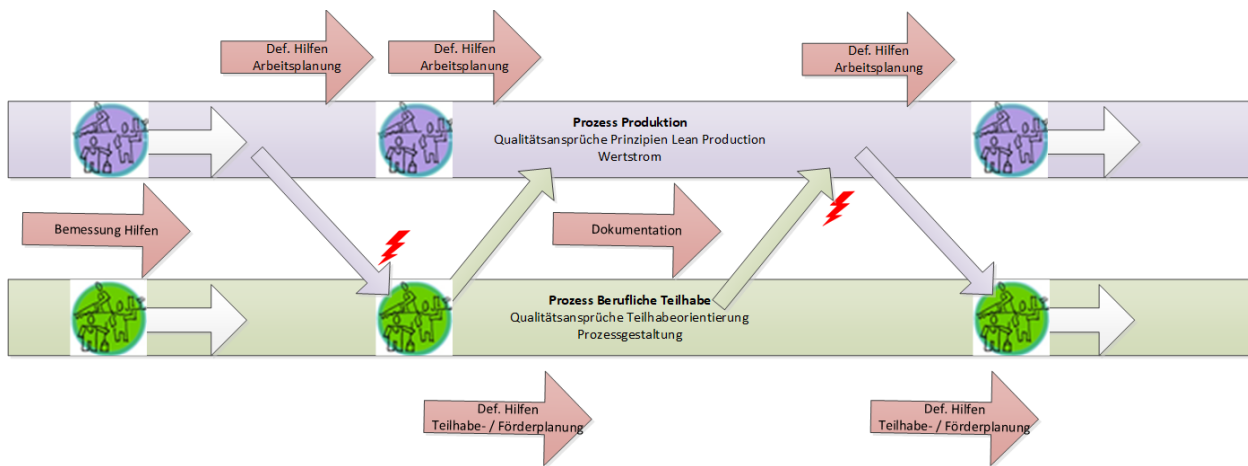 Def. Hilfen
Arbeitsplanung
Def. Hilfen
Arbeitsplanung
Def. Hilfen
Arbeitsplanung
Prozess Produktion
Qualitätsansprüche Prinzipien Lean Production
Wertstrom
Bemessung Hilfen
Dokumentation
Prozess Berufliche Teilhabe
Qualitätsansprüche Teilhabeorientierung
Prozessgestaltung
Def. Hilfen
Teilhabe- / Förderplanung
Def. Hilfen
Teilhabe- / Förderplanung